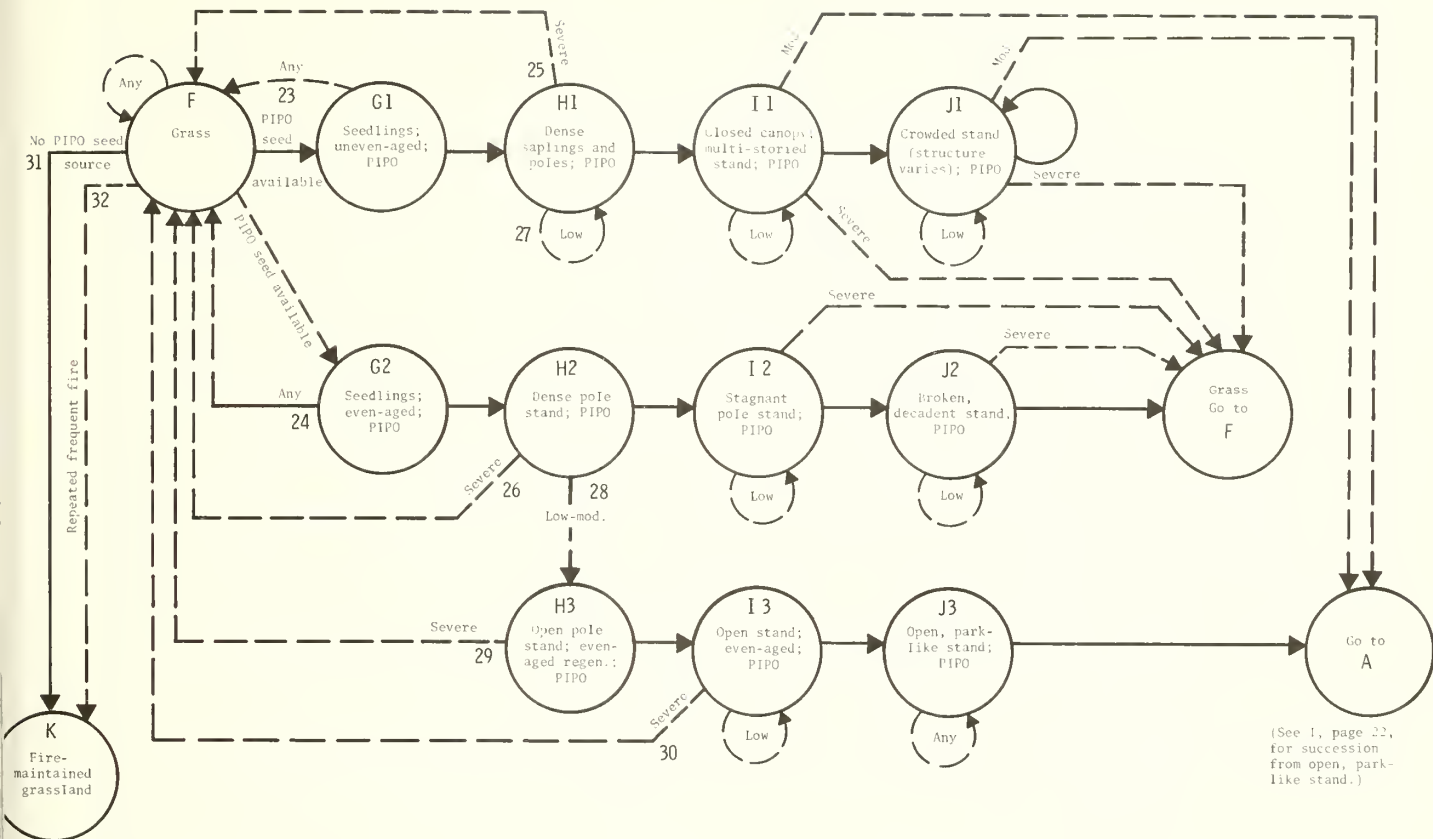 Severe
25
Mod
Mod
Any
F
Grass
Any
23
PIPO
seed
available
G1
Seedlings;
uneven-aged;
PIPO
H1
Dense
saplings and
poles; PIPO
27
Low
I1
Closed canopy;
multi-storied
stand; PIPO
Low
J1
Crowded stand
(structure
varies); PIPO
Low
Severe
Severe
No PIPO seed
31
source
32
PIPO seed available
Repeated frequent fire
Any
24
G2
Seedlings;
even-aged;
PIPO
H2
Dense pole
stand; PIPO
Severe
26
28
Low-mod.
Severe
I2
Stagnant
pole stand;
PIPO
Low
Severe
J2
Broken,
decadent stand.
PIPO
Low
Grass
Go to
F
Severe
29
H3
Open pole
stand; even-
aged regen.;
PIPO
Severe
30
I3
Open stand;
even-aged;
PIPO
Low
J3
Open, park-
like stand;
PIPO
Any
Go to
A
(See I, page 22,
for succession
from open, park-
like stand.)
K
Fire-
maintained
grassland